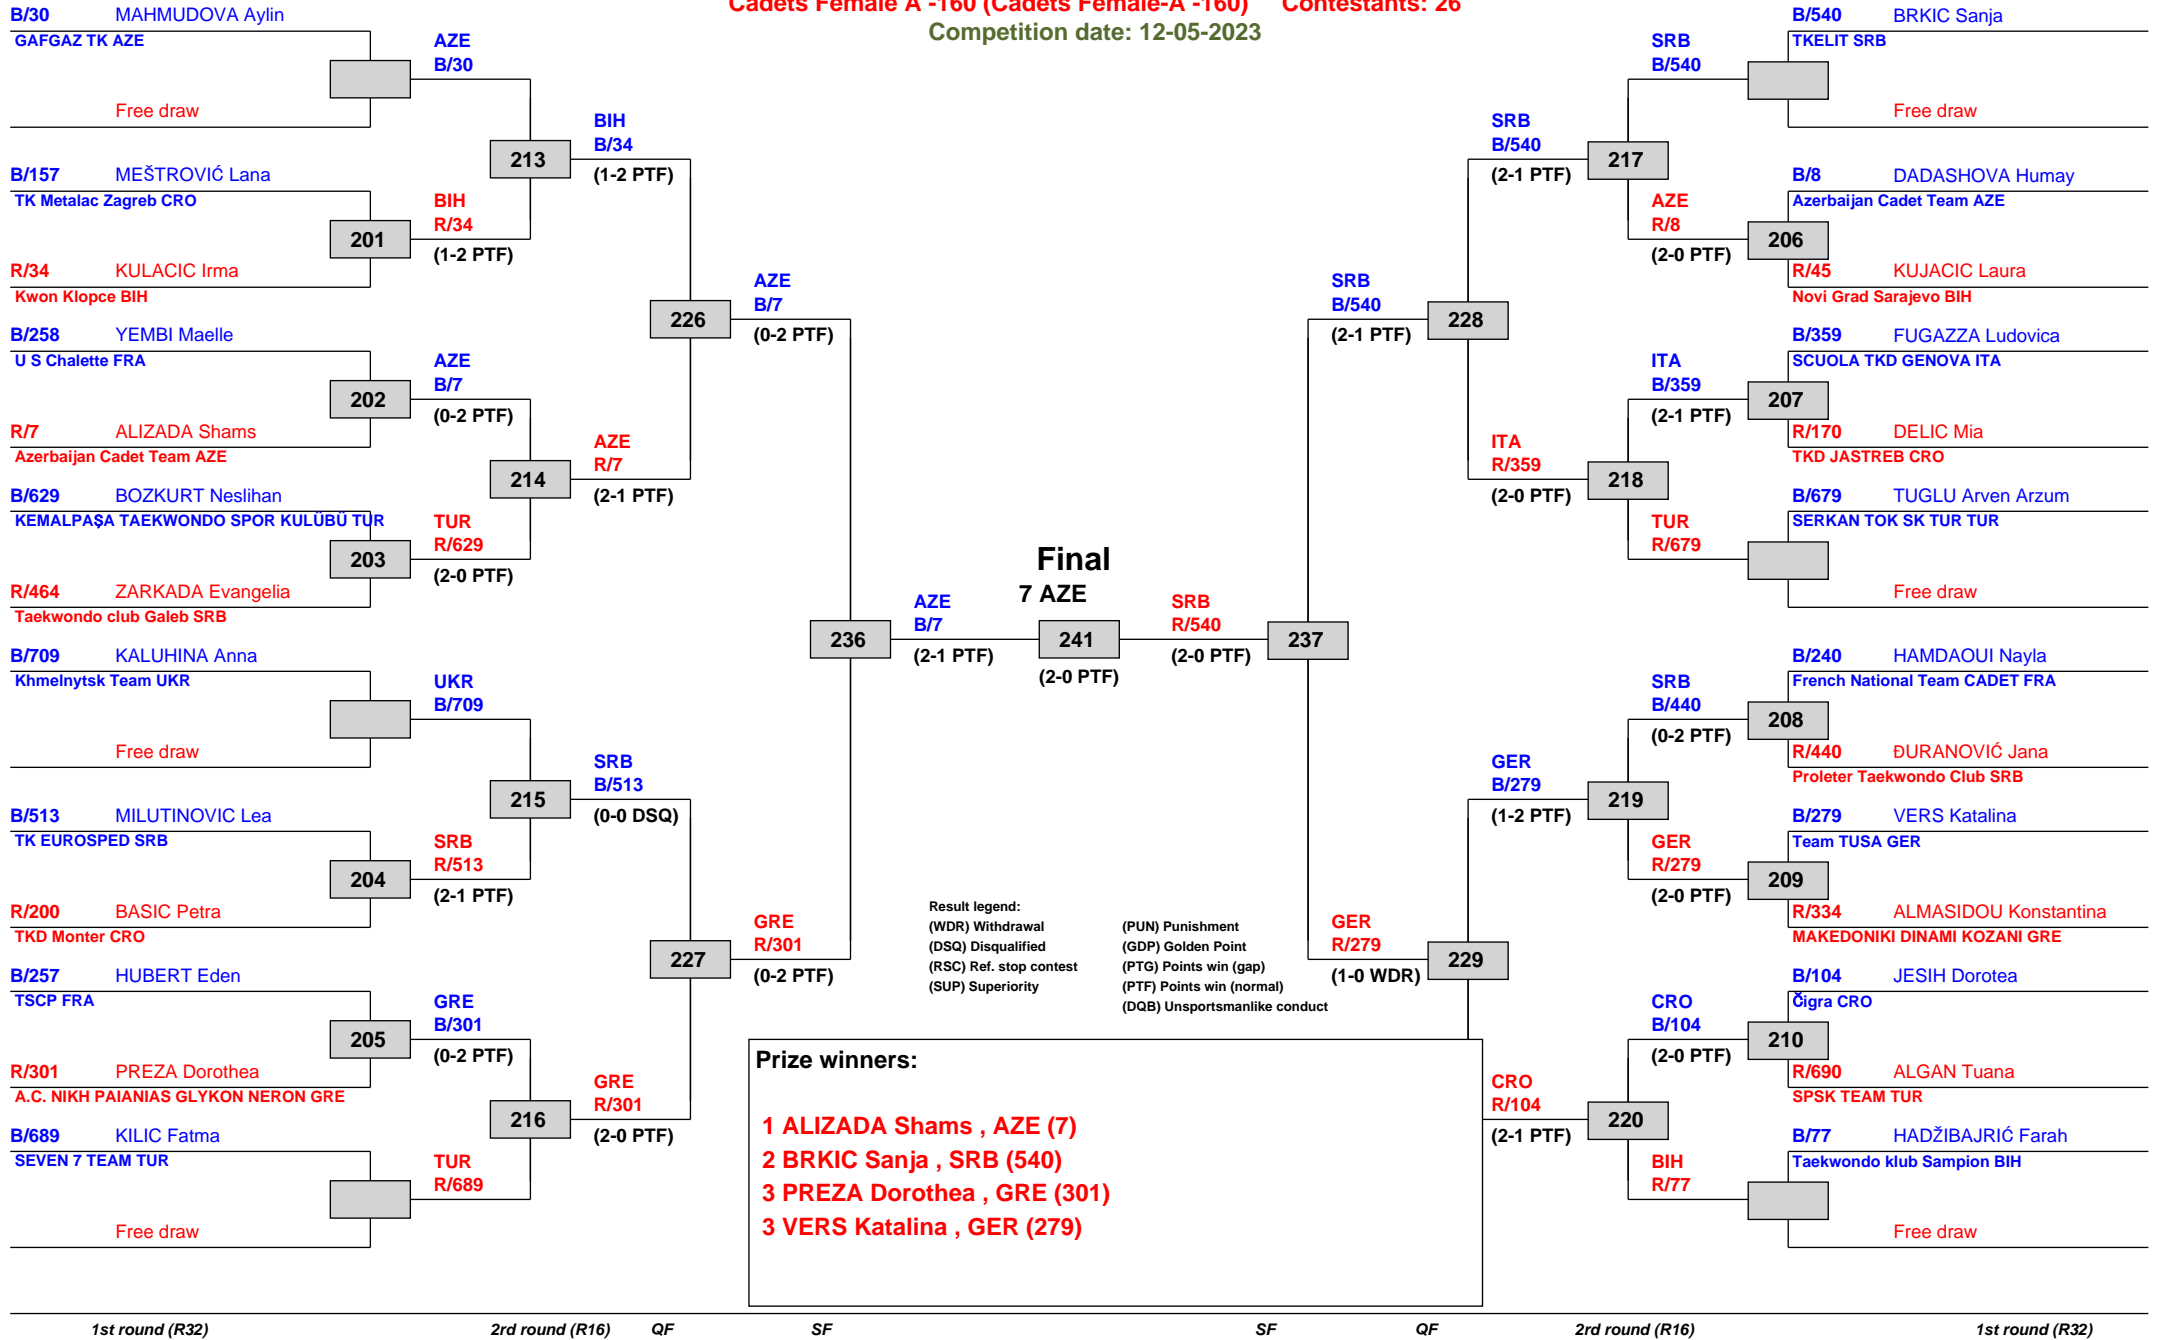 Cadets Female A -160 (Cadets Female-A -160) Contestants: 26
Competition date: 12-05-2023
B/30 MAHMUDOVA Aylin
GAFGAZ TK AZE
Free draw
B/157 MEŠTROVIĆ Lana
TK Metalac Zagreb CRO
201
R/34 KULACIC Irma
Kwon Klopce BIH
B/258 YEMBI Maelle
U S Chalette FRA
202
R/7 ALIZADA Shams
Azerbaijan Cadet Team AZE
B/629 BOZKURT Neslihan
KEMALPAŞA TAEKWONDO SPOR KULÜBÜ TUR
203
R/464 ZARKADA Evangelia
Taekwondo club Galeb SRB
B/709 KALUHINA Anna
Khmelnytsk Team UKR
Free draw
B/513 MILUTINOVIC Lea
TK EUROSPED SRB
204
R/200 BASIC Petra
TKD Monter CRO
B/257 HUBERT Eden
TSCP FRA
205
R/301 PREZA Dorothea
A.C. NIKH PAIANIAS GLYKON NERON GRE
B/689 KILIC Fatma
SEVEN 7 TEAM TUR
Free draw
AZE
B/30
213
BIH
R/34
(1-2 PTF)
AZE
B/7
(0-2 PTF)
214
TUR
R/629
(2-0 PTF)
UKR
B/709
215
SRB
R/513
(2-1 PTF)
GRE
B/301
(0-2 PTF)
216
TUR
R/689
BIH
B/34
(1-2 PTF)
226
AZE
R/7
(2-1 PTF)
SRB
B/513
(0-0 DSQ)
227
GRE
R/301
(2-0 PTF)
AZE
B/7
(0-2 PTF)
236
GRE
R/301
(0-2 PTF)
AZE
B/7
(2-1 PTF)
Final
7 AZE
241
(2-0 PTF)
SRB
R/540
(2-0 PTF)
SRB
B/540
(2-1 PTF)
237
GER
R/279
(1-0 WDR)
SRB
B/540
(2-1 PTF)
228
ITA
R/359
(2-0 PTF)
GER
B/279
(1-2 PTF)
229
CRO
R/104
(2-1 PTF)
SRB
B/540
217
AZE
R/8
(2-0 PTF)
ITA
B/359
(2-1 PTF)
218
TUR
R/679
SRB
B/440
(0-2 PTF)
219
GER
R/279
(2-0 PTF)
CRO
B/104
(2-0 PTF)
220
BIH
R/77
B/540 BRKIC Sanja
TKELIT SRB
Free draw
B/8 DADASHOVA Humay
Azerbaijan Cadet Team AZE
206
R/45 KUJACIC Laura
Novi Grad Sarajevo BIH
B/359 FUGAZZA Ludovica
SCUOLA TKD GENOVA ITA
207
R/170 DELIC Mia
TKD JASTREB CRO
B/679 TUGLU Arven Arzum
SERKAN TOK SK TUR TUR
Free draw
B/240 HAMDAOUI Nayla
French National Team CADET FRA
208
R/440 ĐURANOVIĆ Jana
Proleter Taekwondo Club SRB
B/279 VERS Katalina
Team TUSA GER
209
R/334 ALMASIDOU Konstantina
MAKEDONIKI DINAMI KOZANI GRE
B/104 JESIH Dorotea
Čigra CRO
210
R/690 ALGAN Tuana
SPSK TEAM TUR
B/77 HADŽIBAJRIĆ Farah
Taekwondo klub Sampion BIH
Free draw
Result legend:
(WDR) Withdrawal (PUN) Punishment
(DSQ) Disqualified (GDP) Golden Point
(RSC) Ref. stop contest (PTG) Points win (gap)
(SUP) Superiority (PTF) Points win (normal)
(DQB) Unsportsmanlike conduct
Prize winners:
1 ALIZADA Shams , AZE (7)
2 BRKIC Sanja , SRB (540)
3 PREZA Dorothea , GRE (301)
3 VERS Katalina , GER (279)
1st round (R32) 2rd round (R16) QF SF SF QF 2rd round (R16) 1st round (R32)